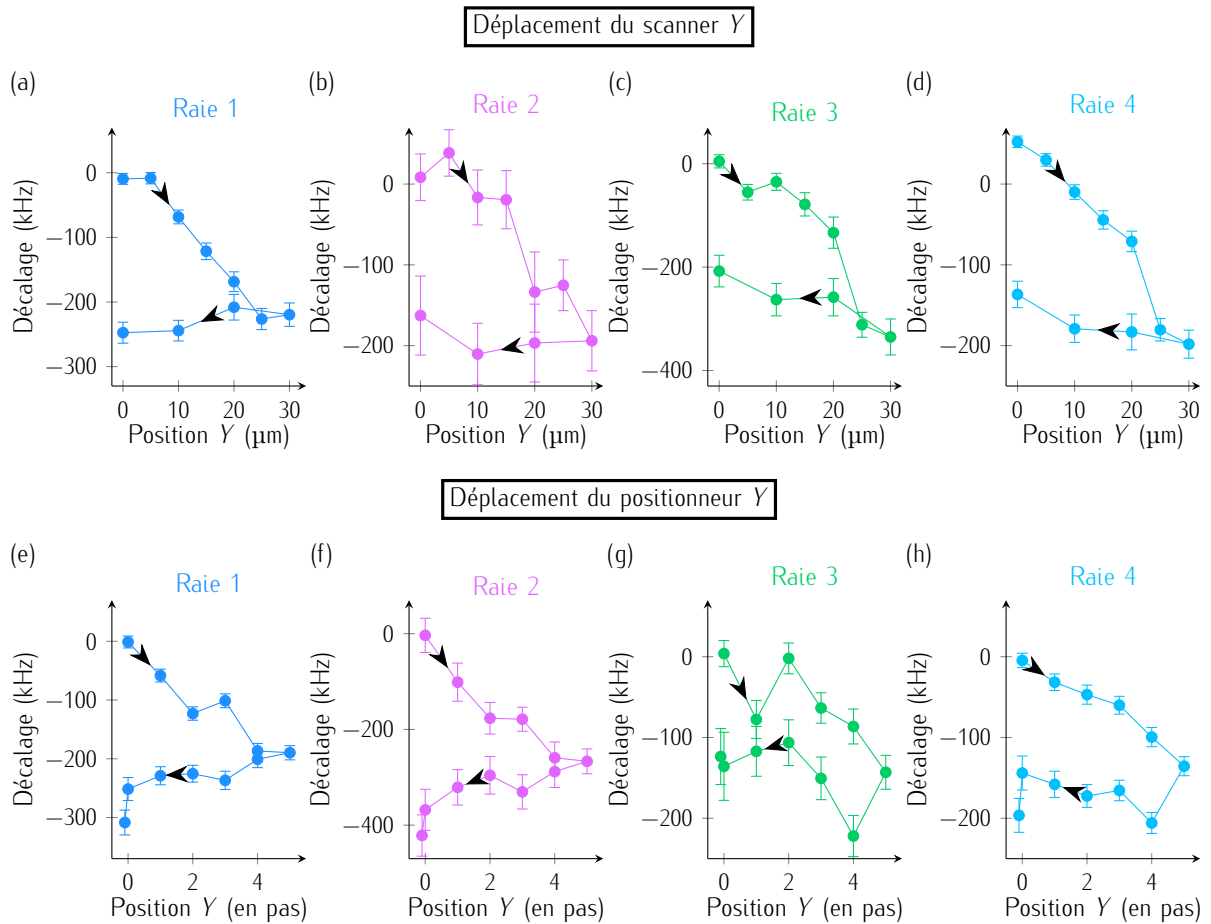 Déplacement du scanner Y
(a) (b) (c) (d)
Raie 1 Raie 2 Raie 3 Raie 4
Décalage (kHz)
0
−100
−200
−300
0 10 20 30
Position Y (µm)
Décalage (kHz)
0
−100
−200
0 10 20 30
Position Y (µm)
Décalage (kHz)
0
−200
−400
0 10 20 30
Position Y (µm)
Décalage (kHz)
0
−100
−200
0 10 20 30
Position Y (µm)
Déplacement du positionneur Y
(e) (f) (g) (h)
Raie 1 Raie 2 Raie 3 Raie 4
Décalage (kHz)
0
−100
−200
−300
0 2 4
Position Y (en pas)
Décalage (kHz)
0
−200
−400
0 2 4
Position Y (en pas)
Décalage (kHz)
0
−100
−200
0 2 4
Position Y (en pas)
Décalage (kHz)
0
−100
−200
0 2 4
Position Y (en pas)